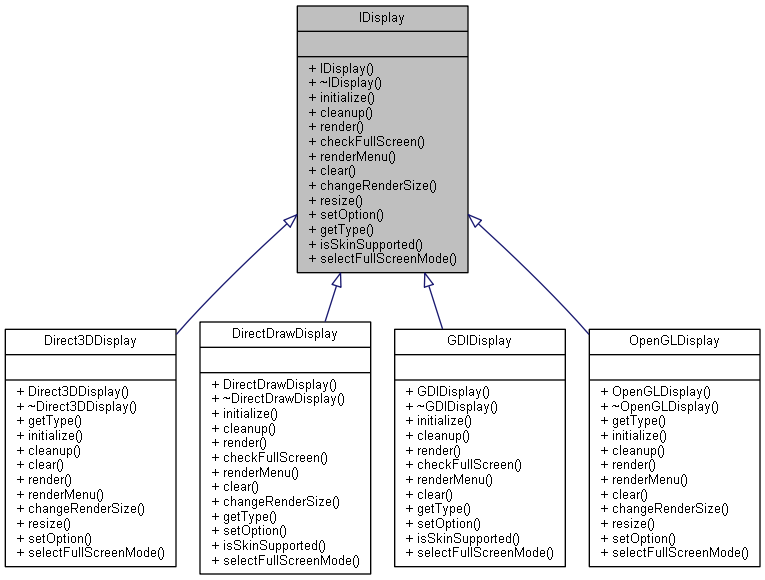 IDisplay
+ IDisplay()
+ ~IDisplay()
+ initialize()
+ cleanup()
+ render()
+ checkFullScreen()
+ renderMenu()
+ clear()
+ changeRenderSize()
+ resize()
+ setOption()
+ getType()
+ isSkinSupported()
+ selectFullScreenMode()
Direct3DDisplay
+ Direct3DDisplay()
+ ~Direct3DDisplay()
+ getType()
+ initialize()
+ cleanup()
+ clear()
+ render()
+ renderMenu()
+ changeRenderSize()
+ resize()
+ setOption()
+ selectFullScreenMode()
DirectDrawDisplay
+ DirectDrawDisplay()
+ ~DirectDrawDisplay()
+ initialize()
+ cleanup()
+ render()
+ checkFullScreen()
+ renderMenu()
+ clear()
+ changeRenderSize()
+ getType()
+ setOption()
+ isSkinSupported()
+ selectFullScreenMode()
GDIDisplay
+ GDIDisplay()
+ ~GDIDisplay()
+ initialize()
+ cleanup()
+ render()
+ checkFullScreen()
+ renderMenu()
+ clear()
+ getType()
+ setOption()
+ isSkinSupported()
+ selectFullScreenMode()
OpenGLDisplay
+ OpenGLDisplay()
+ ~OpenGLDisplay()
+ getType()
+ initialize()
+ cleanup()
+ render()
+ renderMenu()
+ clear()
+ changeRenderSize()
+ resize()
+ setOption()
+ selectFullScreenMode()